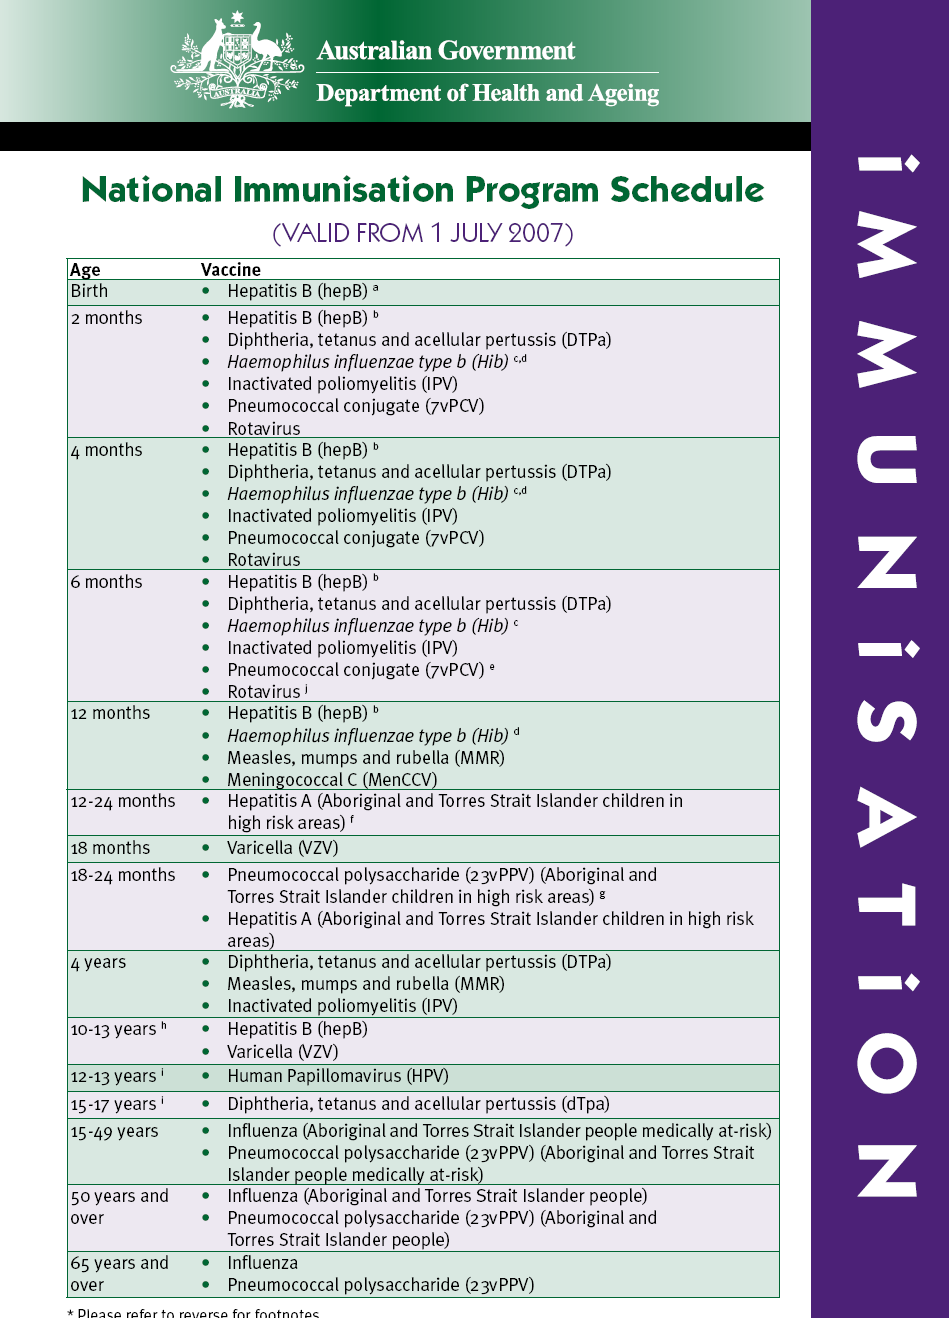 Australian Government
Department of Health and Ageing
AUSTRALIA
National Immunisation Program Schedule
(VALID FROM 1 JULY 2007)
Age Vaccine
Birth • Hepatitis B (hepB) a
2 months • Hepatitis B (hepB) b
• Diphtheria, tetanus and acellular pertussis (DTPa)
• Haemophilus influenzae type b (Hib) c,d
• Inactivated poliomyelitis (IPV)
• Pneumococcal conjugate (7vPCV)
• Rotavirus
4 months • Hepatitis B (hepB) b
• Diphtheria, tetanus and acellular pertussis (DTPa)
• Haemophilus influenzae type b (Hib) c,d
• Inactivated poliomyelitis (IPV)
• Pneumococcal conjugate (7vPCV)
• Rotavirus
6 months • Hepatitis B (hepB) b
• Diphtheria, tetanus and acellular pertussis (DTPa)
• Haemophilus influenzae type b (Hib) c
• Inactivated poliomyelitis (IPV)
• Pneumococcal conjugate (7vPCV) e
• Rotavirus j
12 months • Hepatitis B (hepB) b
• Haemophilus influenzae type b (Hib) d
• Measles, mumps and rubella (MMR)
• Meningococcal C (MenCCV)
12-24 months • Hepatitis A (Aboriginal and Torres Strait Islander children in
high risk areas) f
18 months • Varicella (VZV)
18-24 months • Pneumococcal polysaccharide (23vPPV) (Aboriginal and
Torres Strait Islander children in high risk areas) g
• Hepatitis A (Aboriginal and Torres Strait Islander children in high risk
areas)
4 years • Diphtheria, tetanus and acellular pertussis (DTPa)
• Measles, mumps and rubella (MMR)
• Inactivated poliomyelitis (IPV)
10-13 years h • Hepatitis B (hepB)
• Varicella (VZV)
12-13 years i • Human Papillomavirus (HPV)
15-17 years i • Diphtheria, tetanus and acellular pertussis (dTpa)
15-49 years • Influenza (Aboriginal and Torres Strait Islander people medically at-risk)
• Pneumococcal polysaccharide (23vPPV) (Aboriginal and Torres Strait
Islander people medically at-risk)
50 years and • Influenza (Aboriginal and Torres Strait Islander people)
over • Pneumococcal polysaccharide (23vPPV) (Aboriginal and
Torres Strait Islander people)
65 years and • Influenza
over • Pneumococcal polysaccharide (23vPPV)
* Please refer to reverse for footnotes
iMMUNiSATiON